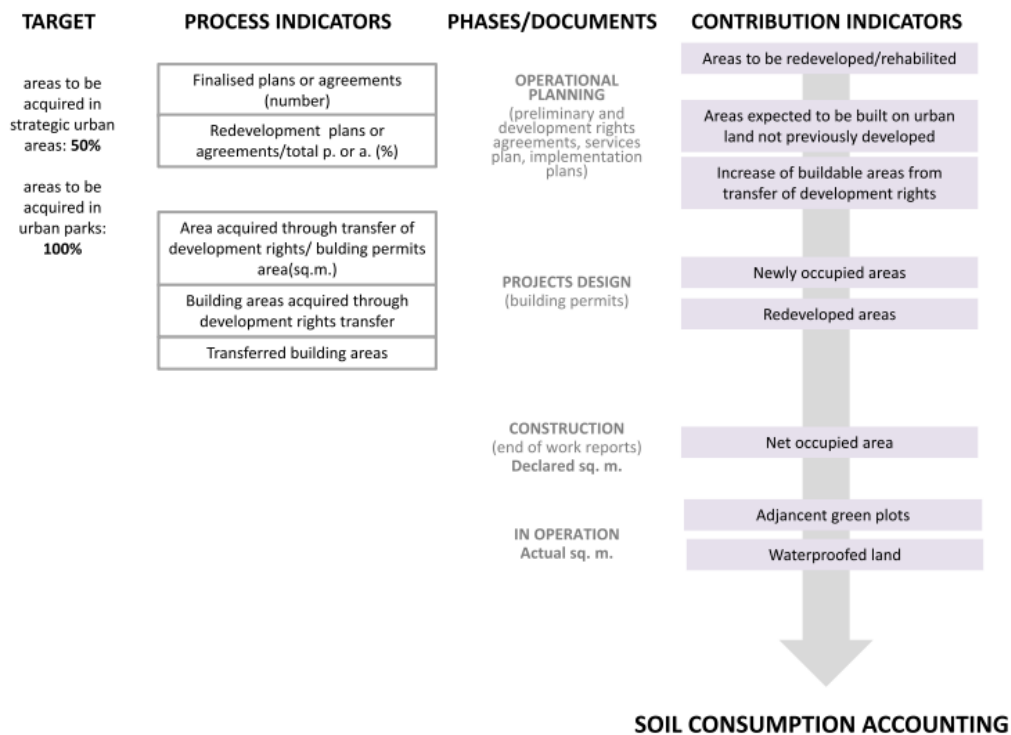 TARGET
PROCESS INDICATORS
PHASES/DOCUMENTS
CONTRIBUTION INDICATORS
areas to be
acquired in
strategic urban
areas: 50%
areas to be
acquired in
urban parks:
100%
Finalised plans or agreements
(number)
Redevelopment plans or
agreements/total p. or a. (%)
Area acquired through transfer of
development rights/ bulding permits
area(sq.m.)
Building areas acquired through
development rights transfer
Transferred building areas
OPERATIONAL
PLANNING
(preliminary and
development rights
agreements, services
plan, implementation
plans)
PROJECTS DESIGN
(building permits)
CONSTRUCTION
(end of work reports)
Declared sq. m.
IN OPERATION
Actual sq. m.
Areas to be redeveloped/rehabilited
Areas expected to be built on urban
land not previously developed
Increase of buildable areas from
transfer of development rights
Newly occupied areas
Redeveloped areas
Net occupied area
Adjancent green plots
Waterproofed land
SOIL CONSUMPTION ACCOUNTING